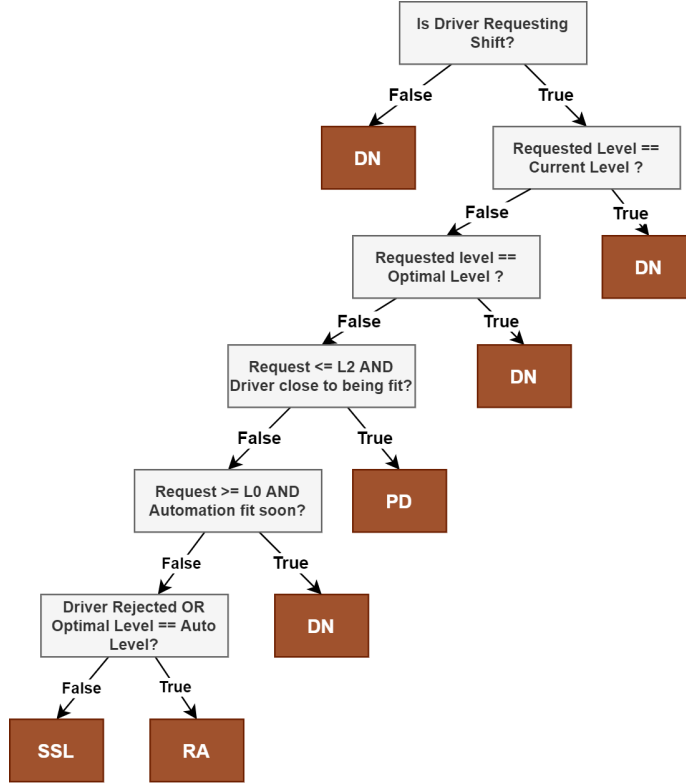 Is Driver Requesting
Shift?
False
True
DN
Requested Level ==
Current Level ?
False
True
Requested level ==
Optimal Level ?
DN
False
True
Request <= L2 AND
Driver close to being fit?
DN
False
True
Request >= L0 AND
Automation fit soon?
PD
False
True
Driver Rejected OR
Optimal Level == Auto
Level?
DN
False
True
SSL
RA